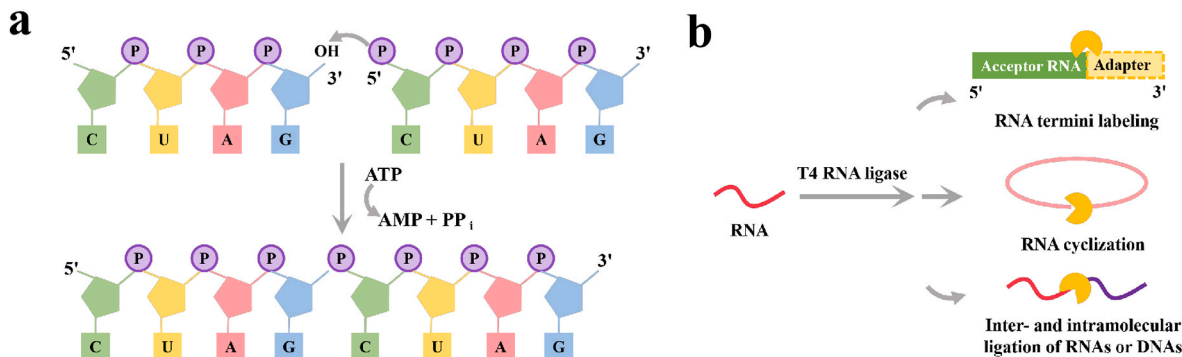 a
5'
P P P
OH
3'
P P P P
5'
3'
C U A G
C U A G
ATP
AMP + PPi
5'
P P P P P P P
3'
C U A G C U A G
b
Acceptor RNA Adapter
5' 3'
RNA termini labeling
T4 RNA ligase
RNA
RNA cyclization
Inter- and intramolecular
ligation of RNAs or DNAs